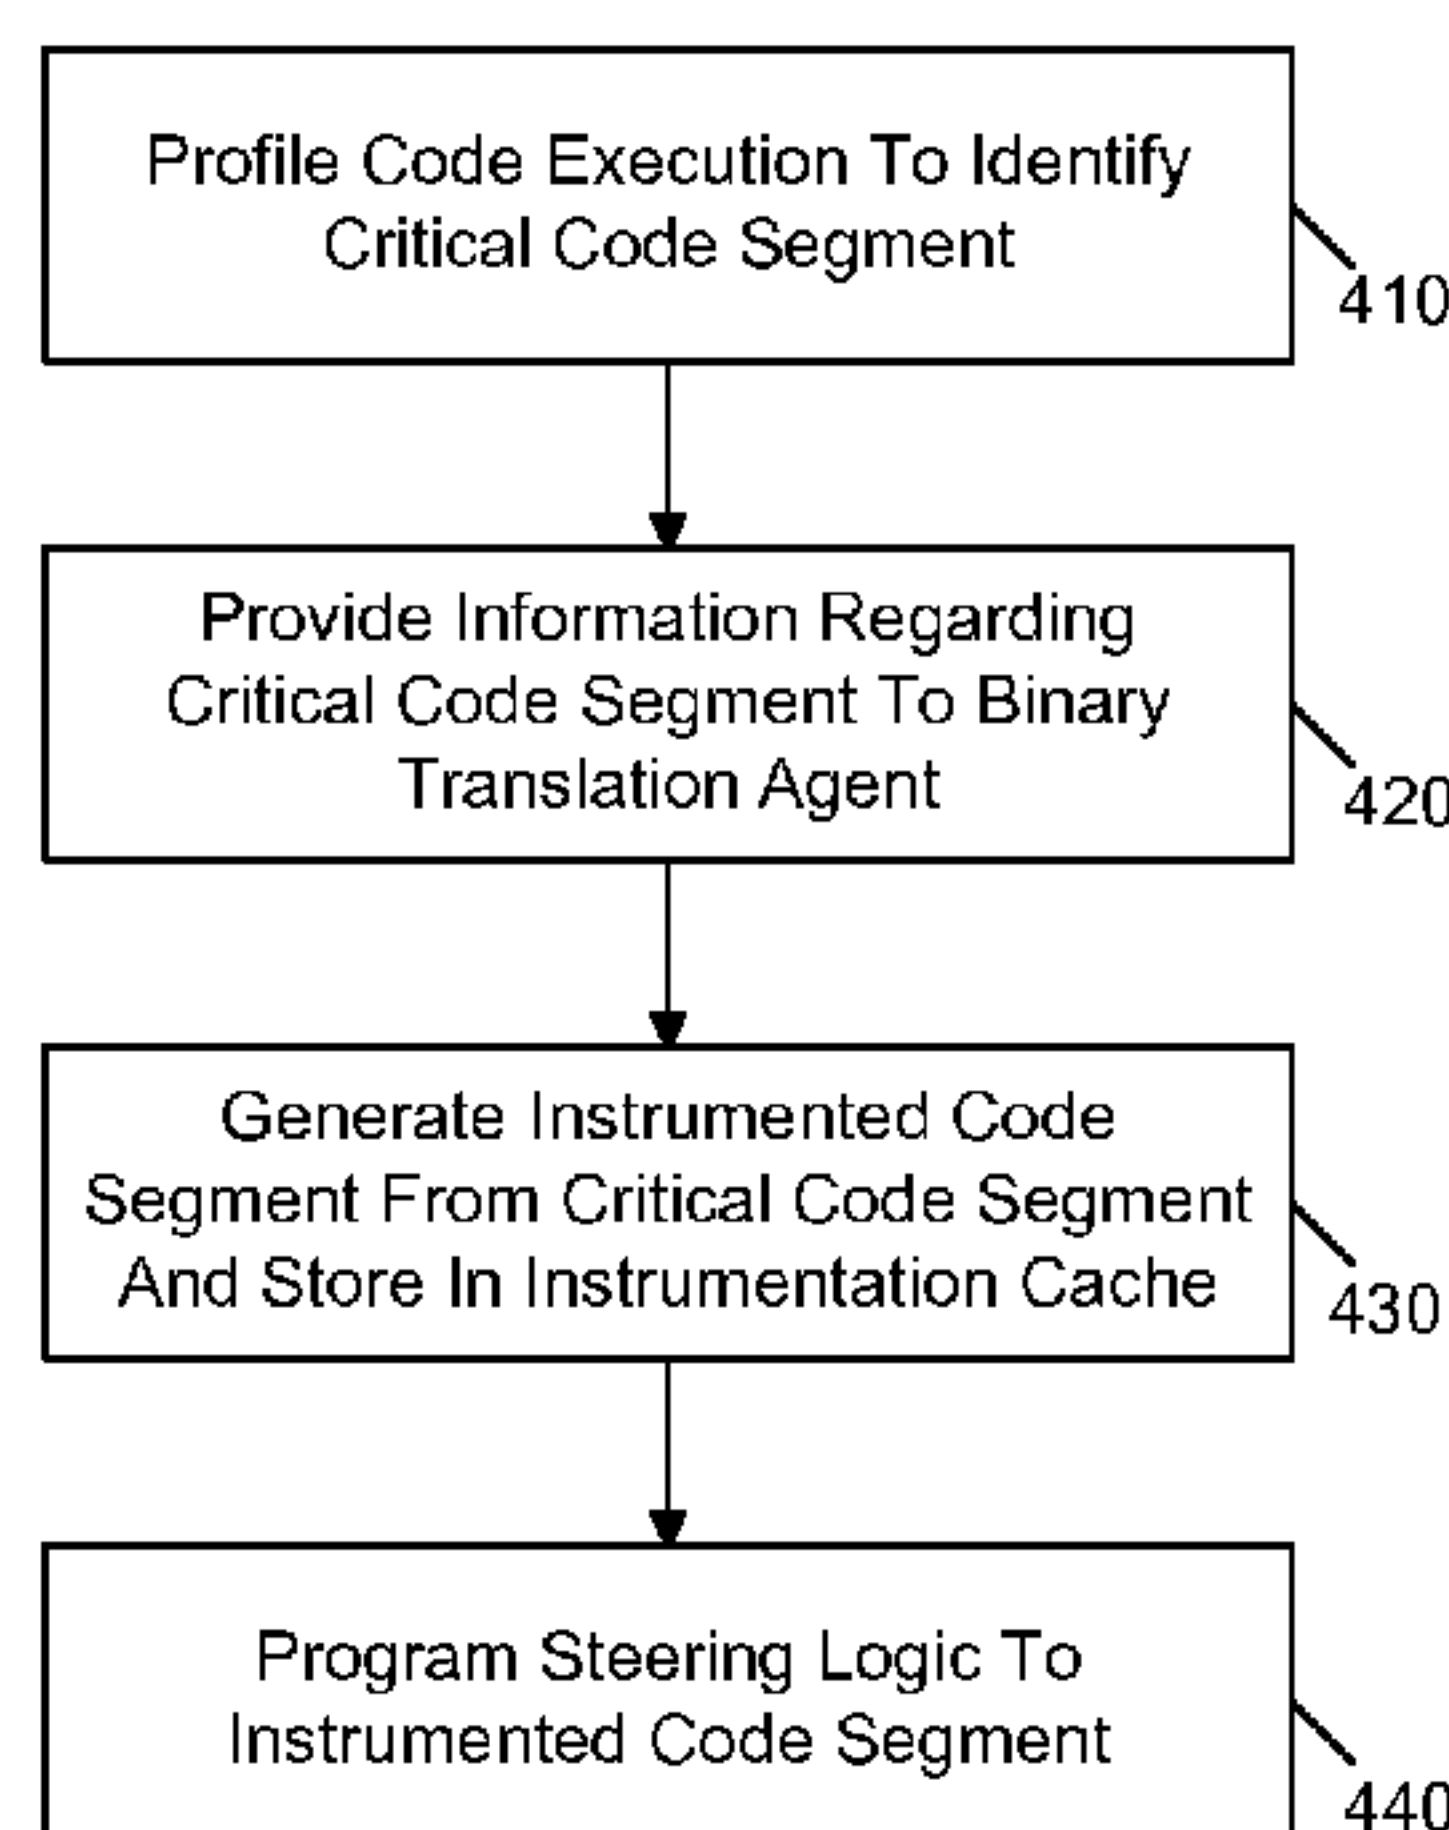 Profile Code Execution To Identify
Critical Code Segment
410
Provide Information Regarding
Critical Code Segment To Binary
Translation Agent
420
Generate Instrumented Code
Segment From Critical Code Segment
And Store In Instrumentation Cache
430
Program Steering Logic To
Instrumented Code Segment
440